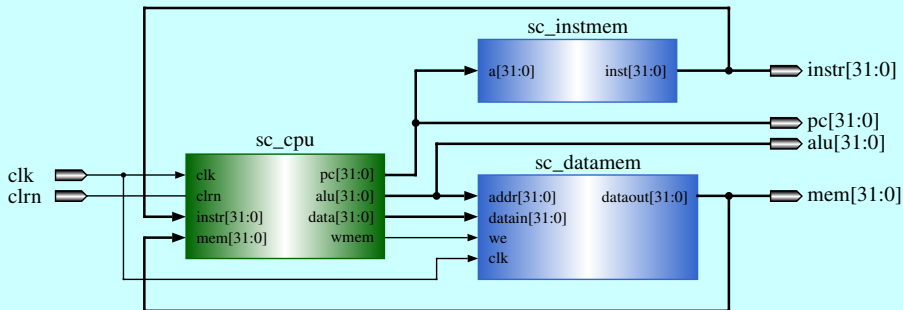 sc_instmem
a[31:0] inst[31:0]
instr[31:0]
pc[31:0]
alu[31:0]
sc_cpu
clk
clrn
clk pc[31:0]
clrn alu[31:0]
instr[31:0] data[31:0]
mem[31:0] wmem
sc_datamem
addr[31:0] dataout[31:0]
datain[31:0]
we
clk
mem[31:0]